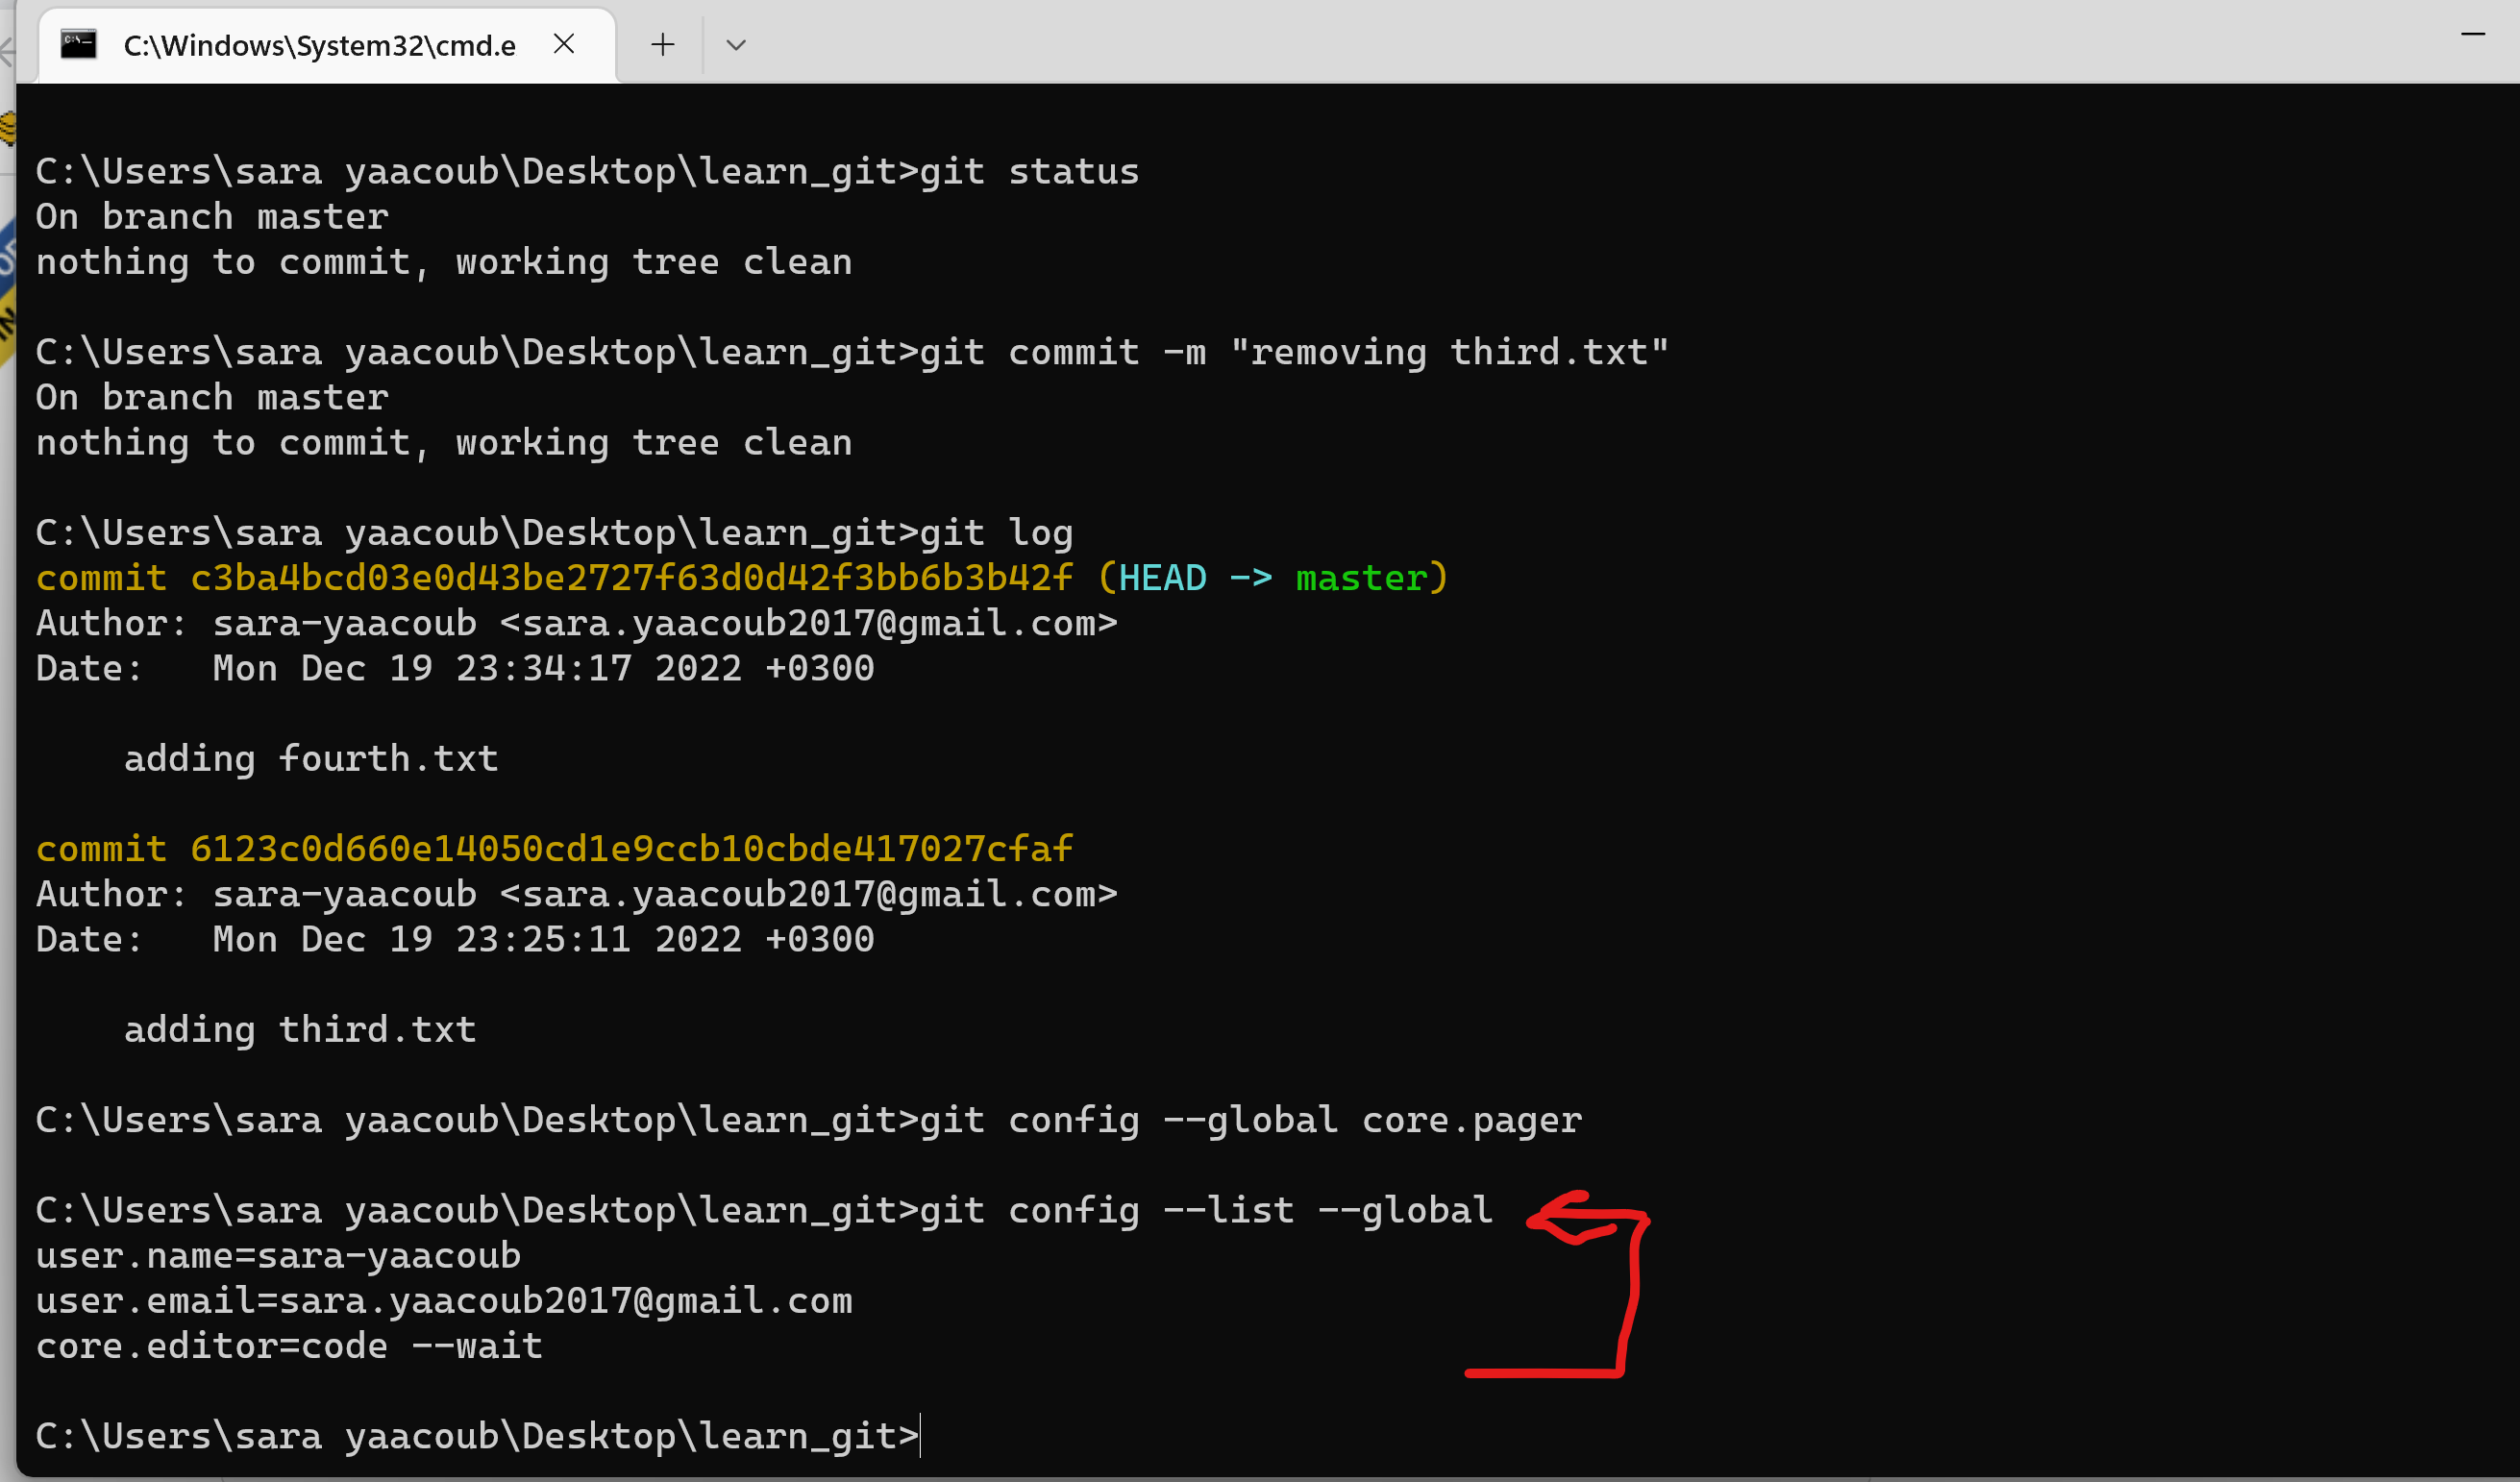 C:\Windows\System32\cmd.e
C:\Users\sara yaacoub\Desktop\learn_git>git status
On branch master
nothing to commit, working tree clean
C:\Users\sara yaacoub\Desktop\learn_git>git commit -m "removing third.txt"
On branch master
nothing to commit, working tree clean
C:\Users\sara yaacoub\Desktop\learn_git>git log
commit c3ba4bcd03e0d43be2727f63d0d42f3bb6b3b42f (HEAD -> master)
Author: sara-yaacoub <sara.yaacoub2017@gmail.com>
Date:   Mon Dec 19 23:34:17 2022 +0300
    adding fourth.txt
commit 6123c0d660e14050cd1e9ccb10cbde417027cfaf
Author: sara-yaacoub <sara.yaacoub2017@gmail.com>
Date:   Mon Dec 19 23:25:11 2022 +0300
    adding third.txt
C:\Users\sara yaacoub\Desktop\learn_git>git config --global core.pager
C:\Users\sara yaacoub\Desktop\learn_git>git config --list --global
user.name=sara-yaacoub
user.email=sara.yaacoub2017@gmail.com
core.editor=code --wait
C:\Users\sara yaacoub\Desktop\learn_git>